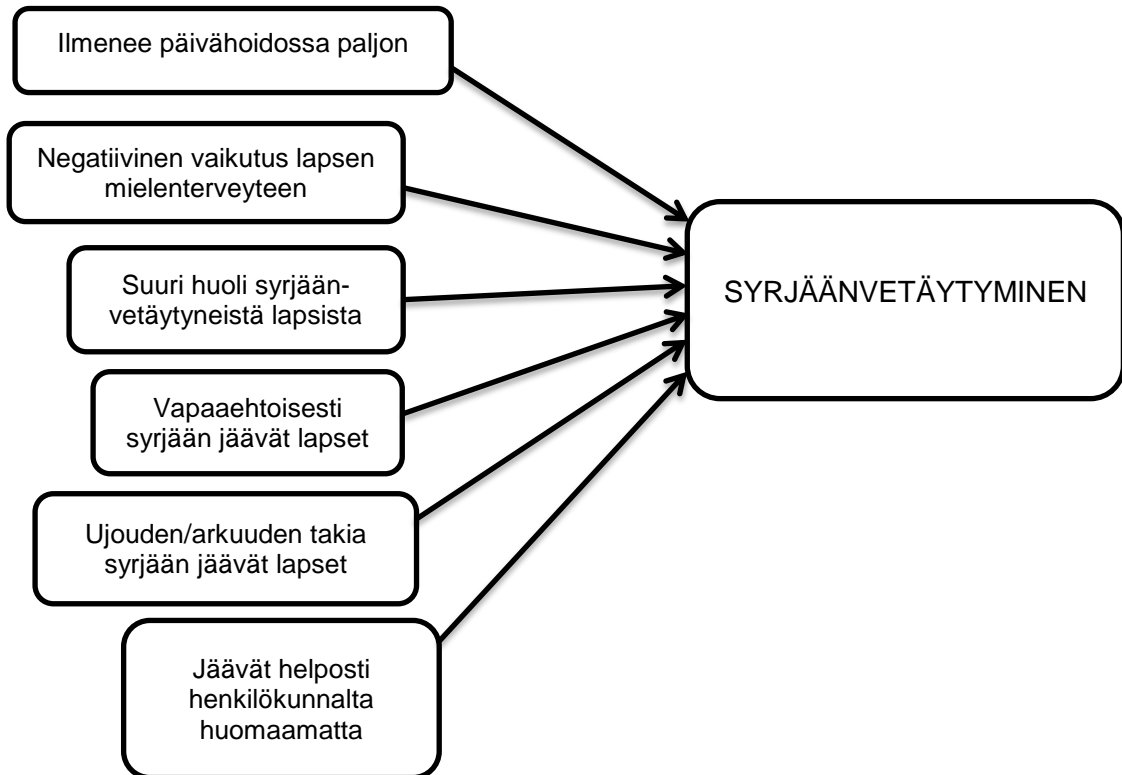 Ilmenee päivähoidossa paljon
Negatiivinen vaikutus lapsen
mielenterveyteen
Suuri huoli syrjään-
vetäytyneistä lapsista
Vapaaehtoisesti
syrjään jäävät lapset
Ujouden/arkuuden takia
syrjään jäävät lapset
Jäävät helposti
henkilökunnalta
huomaamatta
SYRJÄÄNVETÄYTYMINEN